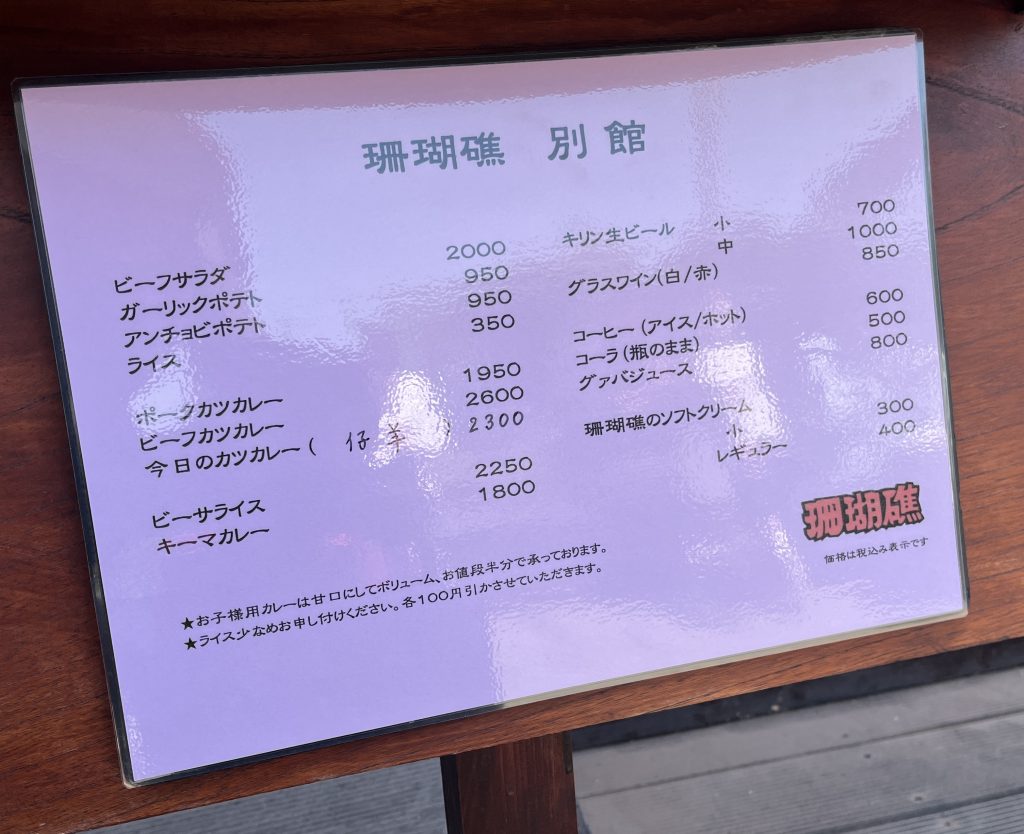 珊瑚礁 別館
ビーフサラダ 2000
ガーリックポテト 950
アンチョビポテト 950
ライス 350
ポークカツカレー 1950
ビーフカツカレー 2600
今日のカツカレー( 仔羊 ) 2300
ビーサライス 2250
キーマカレー 1800
キリン生ビール 小 700
中 1000
グラスワイン(白/赤) 850
コーヒー(アイス/ホット) 600
コーラ(瓶のまま) 500
グァバジュース 800
珊瑚礁のソフトクリーム
小 300
レギュラー 400
珊瑚礁
価格は税込み表示です
★お子様用カレーは甘口にしてボリューム、お値段半分で承っております。
★ライス少なめお申し付けください。各100円引かさせていただきます。